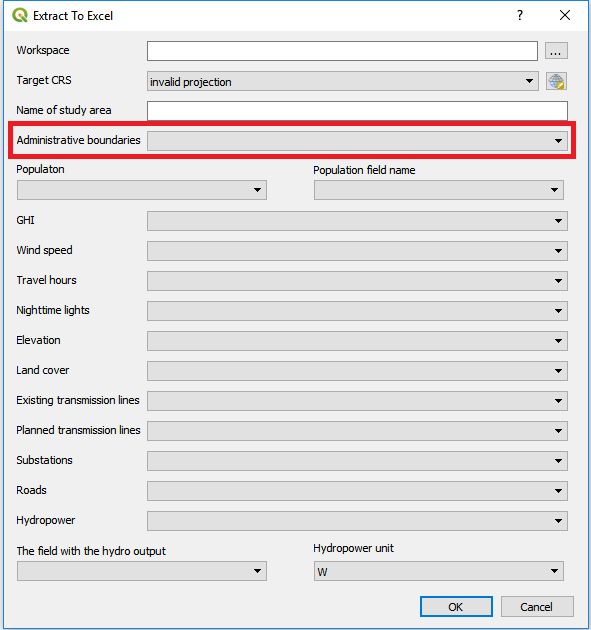 Extract To Excel
?
Workspace
...
Target CRS
invalid projection
Name of study area
Administrative boundaries
Populaton
Population field name
GHI
Wind speed
Travel hours
Nighttime lights
Elevation
Land cover
Existing transmission lines
Planned transmission lines
Substations
Roads
Hydropower
The field with the hydro output
Hydropower unit
W
OK
Cancel